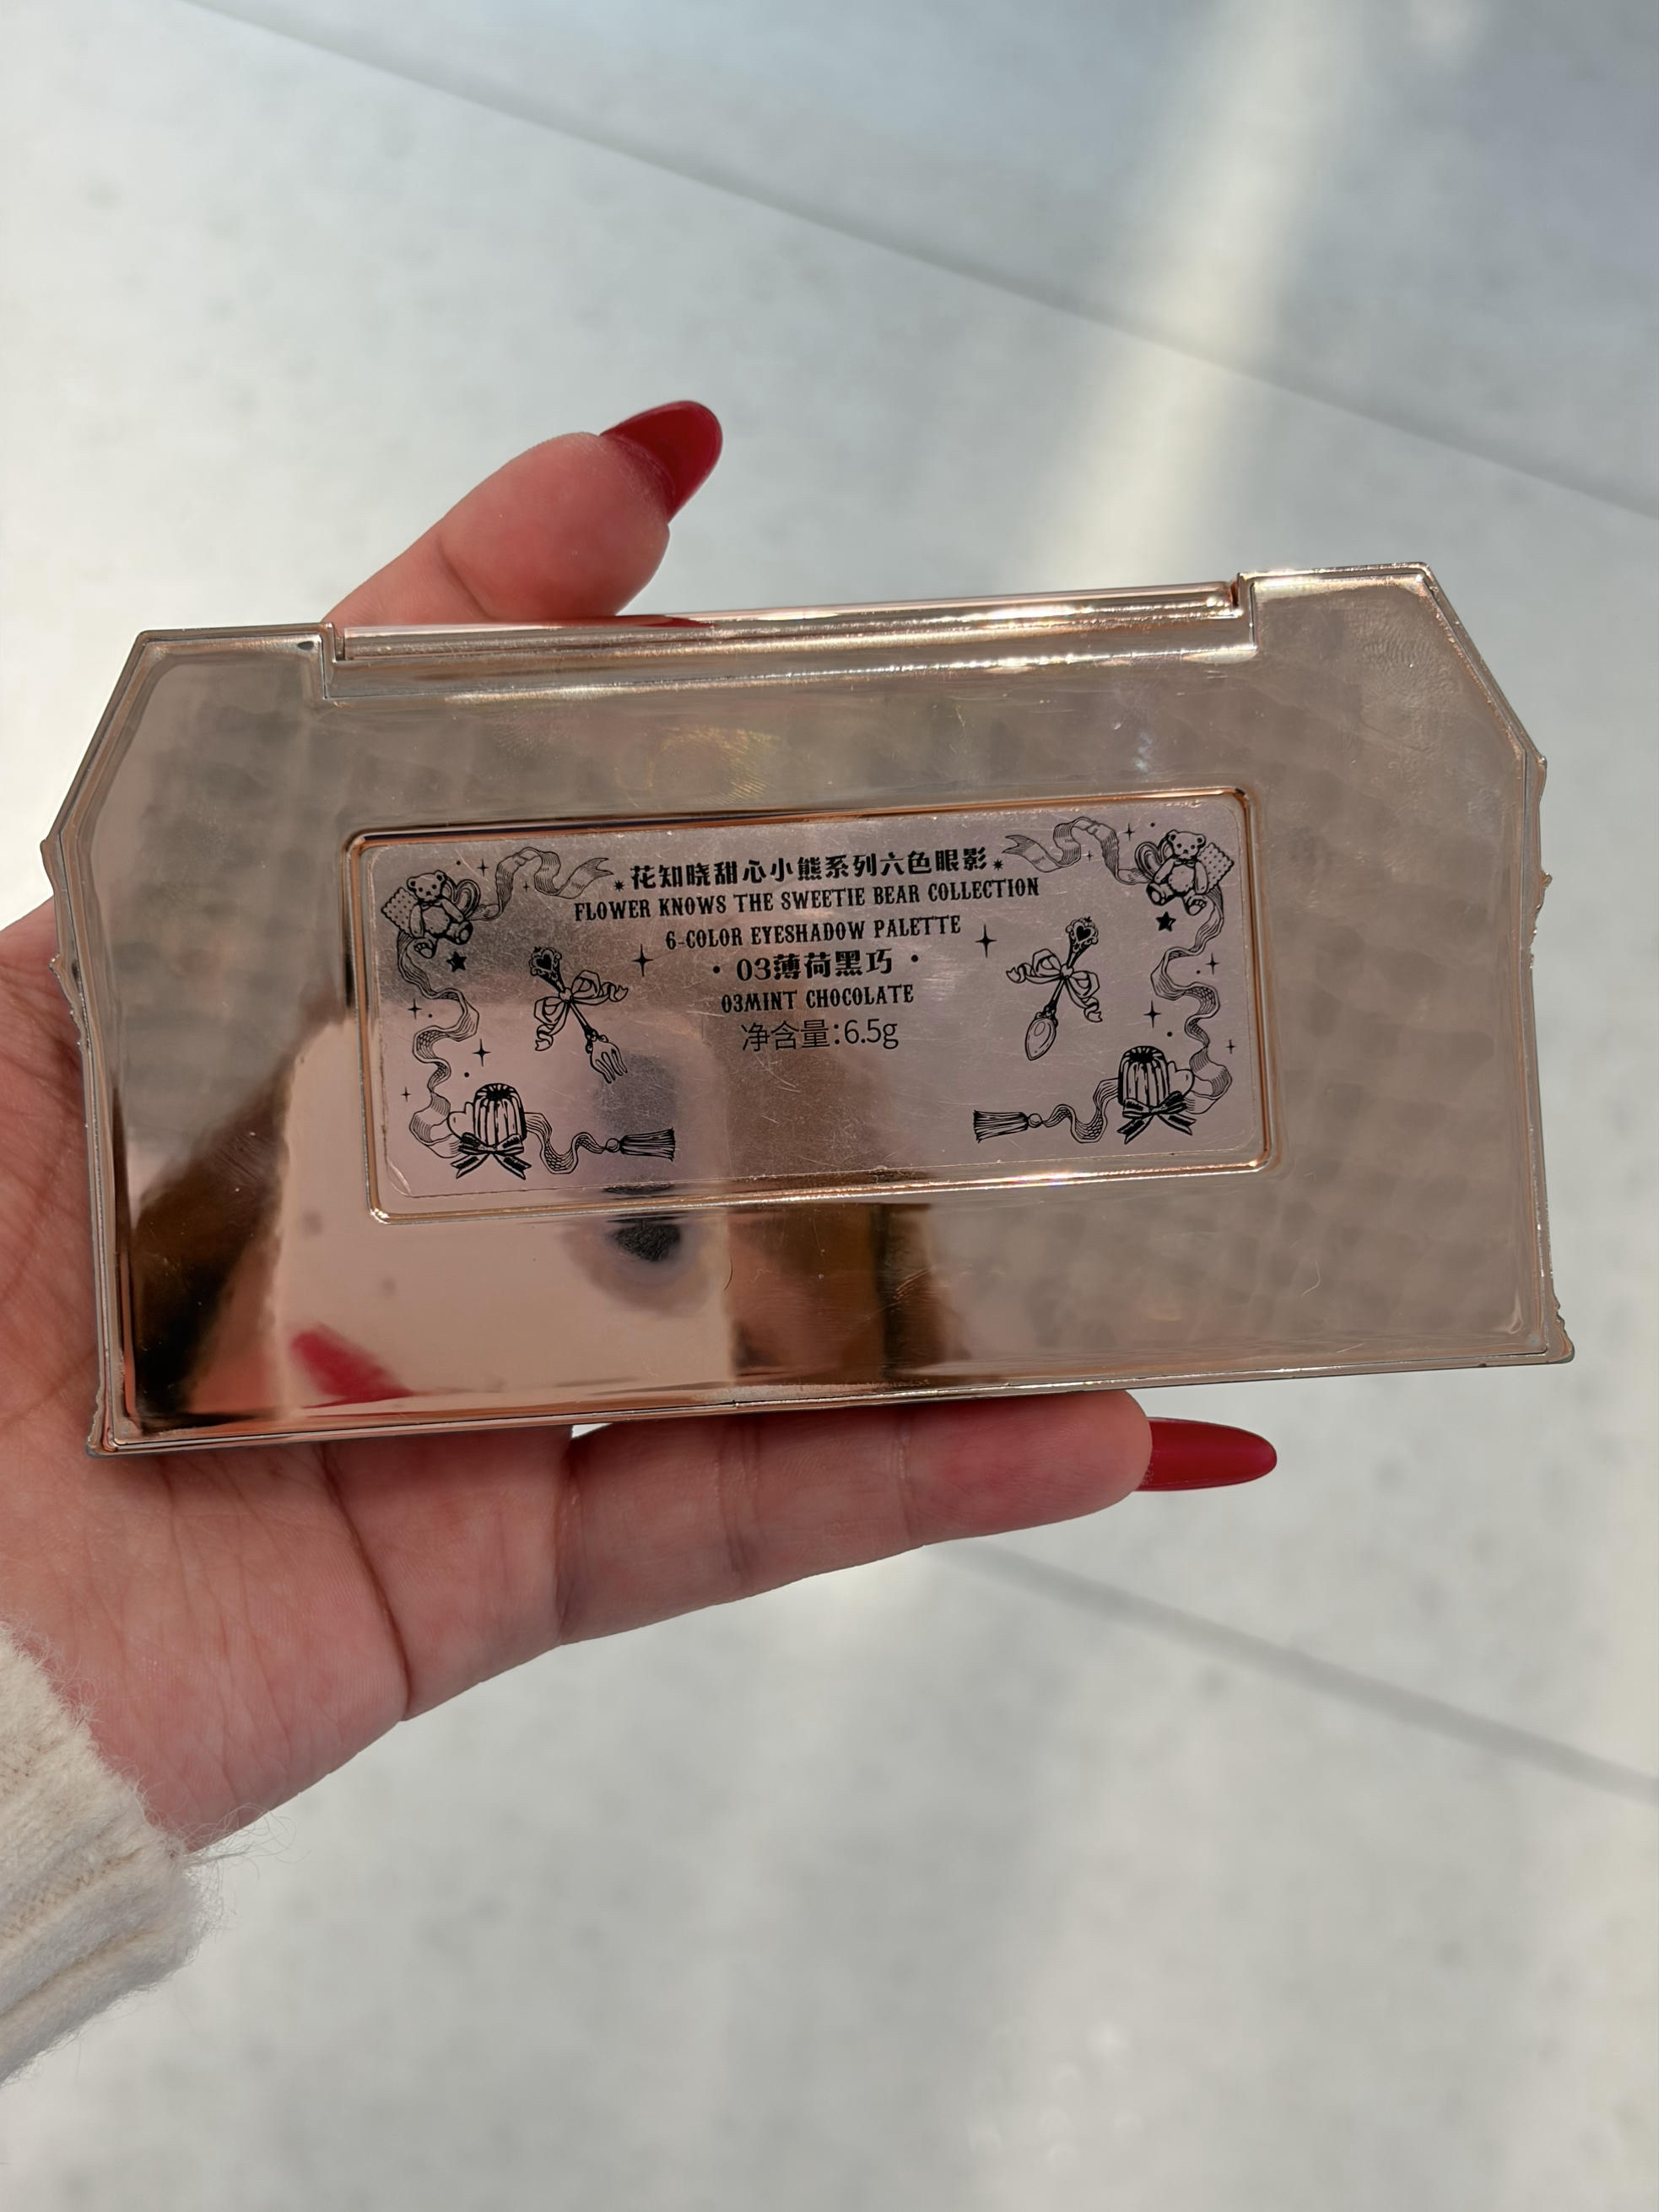 花知晓甜心小熊系列六色眼影
FLOWER KNOWS THE SWEETIE BEAR COLLECTION
6-COLOR EYESHADOW PALETTE
• 03薄荷黑巧 •
03MINT CHOCOLATE
净含量:6.5g